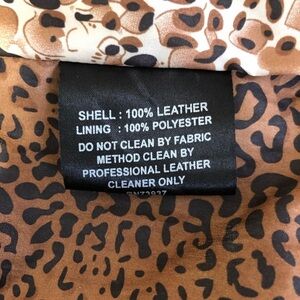 SHELL : 100% LEATHER
LINING : 100% POLYESTER
DO NOT CLEAN BY FABRIC
METHOD CLEAN BY
PROFESSIONAL LEATHER
CLEANER ONLY